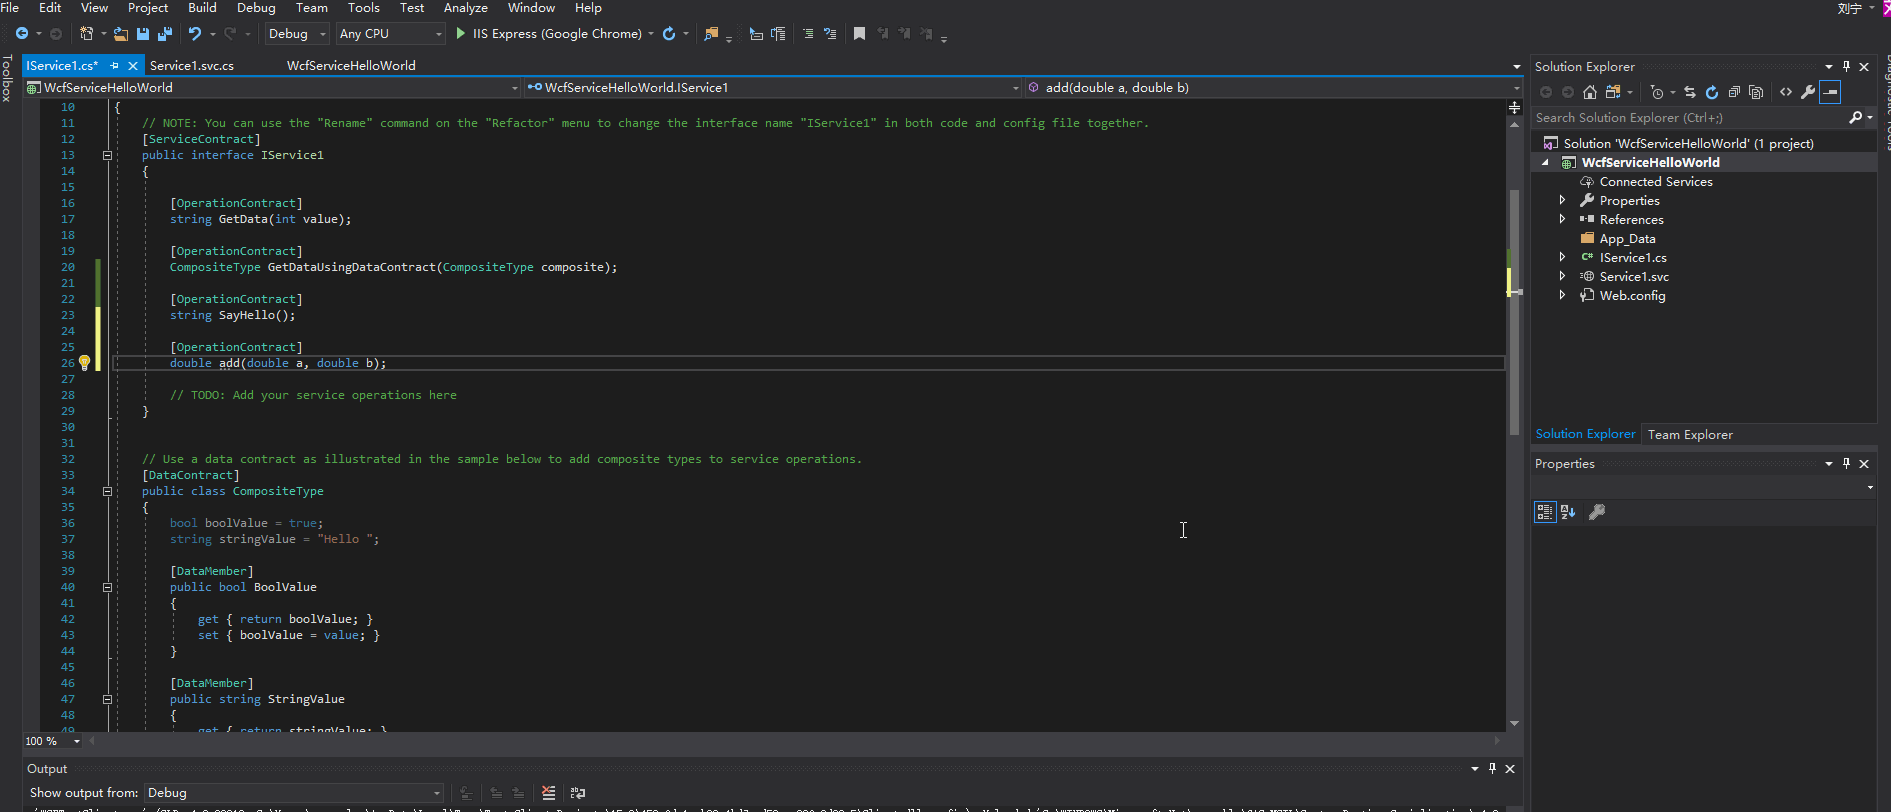 File Edit View Project Build Debug Team Tools Test Analyze Window Help 刘宁
Debug Any CPU IIS Express (Google Chrome)
Toolbox
IService1.cs* Service1.svc.cs WcfServiceHelloWorld
WcfServiceHelloWorld WcfServiceHelloWorld.IService1 add(double a, double b)
10 {
11 // NOTE: You can use the "Rename" command on the "Refactor" menu to change the interface name "IService1" in both code and config file together.
12 [ServiceContract]
13 public interface IService1
14 {
15
16 [OperationContract]
17 string GetData(int value);
18
19 [OperationContract]
20 CompositeType GetDataUsingDataContract(CompositeType composite);
21
22 [OperationContract]
23 string SayHello();
24
25 [OperationContract]
26 double add(double a, double b);
27
28 // TODO: Add your service operations here
29 }
30
31
32 // Use a data contract as illustrated in the sample below to add composite types to service operations.
33 [DataContract]
34 public class CompositeType
35 {
36 bool boolValue = true;
37 string stringValue = "Hello ";
38
39 [DataMember]
40 public bool BoolValue
41 {
42 get { return boolValue; }
43 set { boolValue = value; }
44 }
45
46 [DataMember]
47 public string StringValue
48 {
49 get { return stringValue; }
100 %
Output
Show output from: Debug
Solution Explorer
Search Solution Explorer (Ctrl+;)
Solution 'WcfServiceHelloWorld' (1 project)
WcfServiceHelloWorld
Connected Services
Properties
References
App_Data
IService1.cs
Service1.svc
Web.config
Solution Explorer Team Explorer
Properties